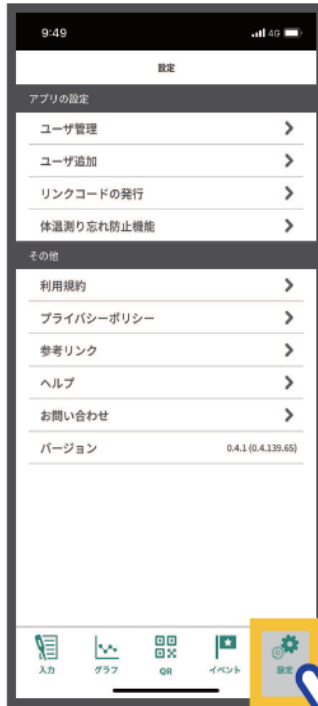 9:49
4G
設定
アプリの設定
ユーザ管理
ユーザ追加
リンクコードの発行
体温測り忘れ防止機能
その他
利用規約
プライバシーポリシー
参考リンク
ヘルプ
お問い合わせ
バージョン 0.4.1 (0.4.139.65)
入力 グラフ QR イベント 設定